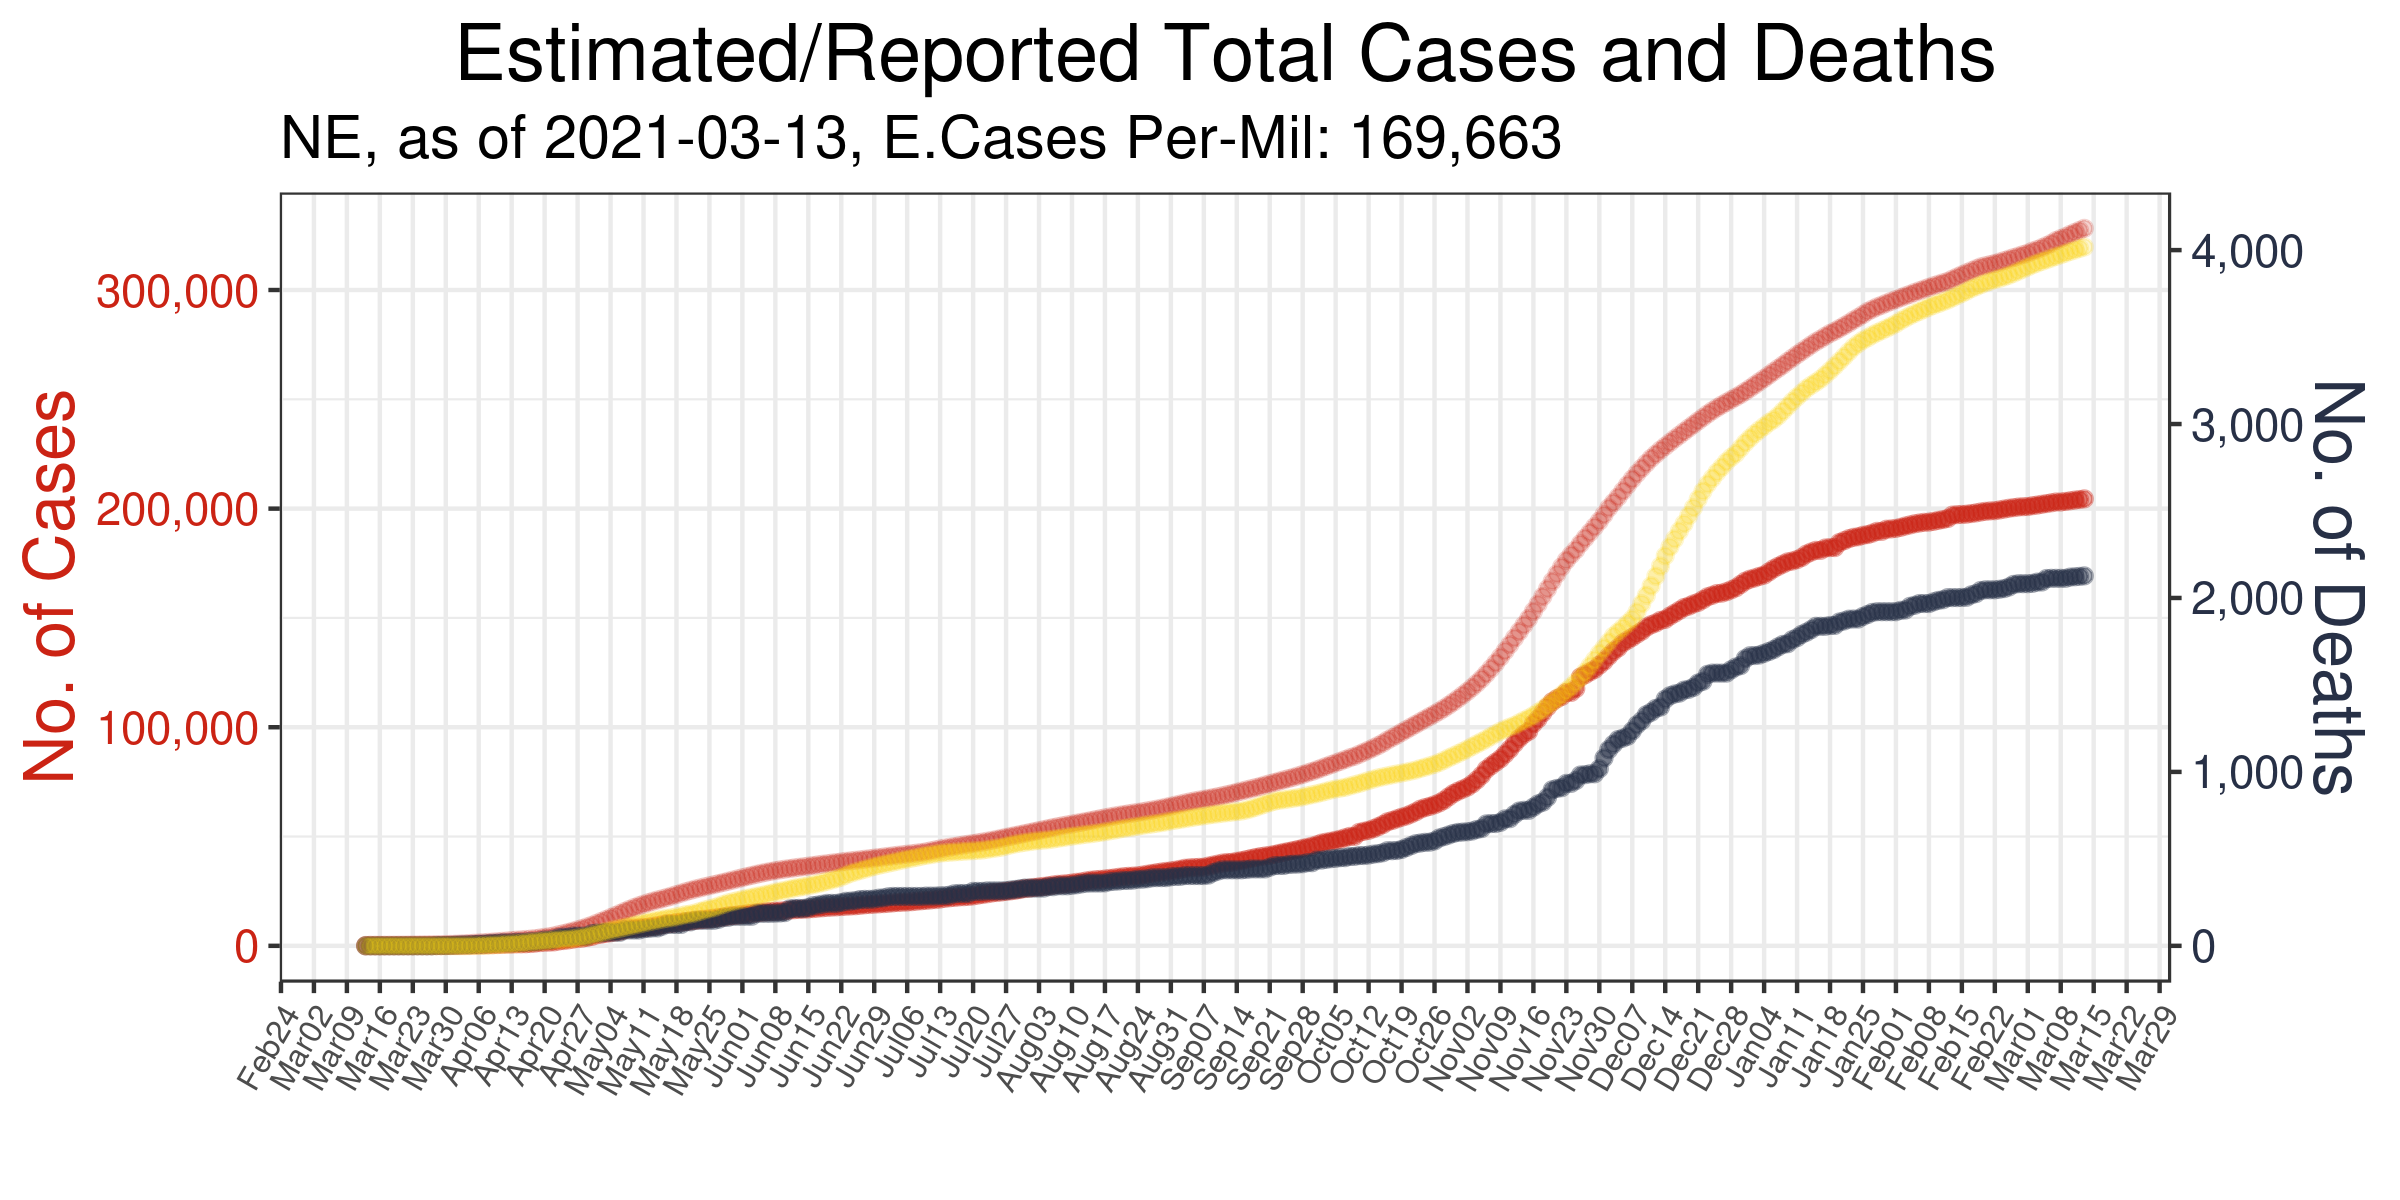 Estimated/Reported Total Cases and Deaths
NE, as of 2021-03-13, E.Cases Per-Mil: 169,663
No. of Cases
300,000
200,000
100,000
0
4,000
3,000
2,000
1,000
0
No. of Deaths
Feb24
Mar02
Mar09
Mar16
Mar23
Mar30
Apr06
Apr13
Apr20
Apr27
May04
May11
May18
May25
Jun01
Jun08
Jun15
Jun22
Jun29
Jul06
Jul13
Jul20
Jul27
Aug03
Aug10
Aug17
Aug24
Aug31
Sep07
Sep14
Sep21
Sep28
Oct05
Oct12
Oct19
Oct26
Nov02
Nov09
Nov16
Nov23
Nov30
Dec07
Dec14
Dec21
Dec28
Jan04
Jan11
Jan18
Jan25
Feb01
Feb08
Feb15
Feb22
Mar01
Mar08
Mar15
Mar22
Mar29